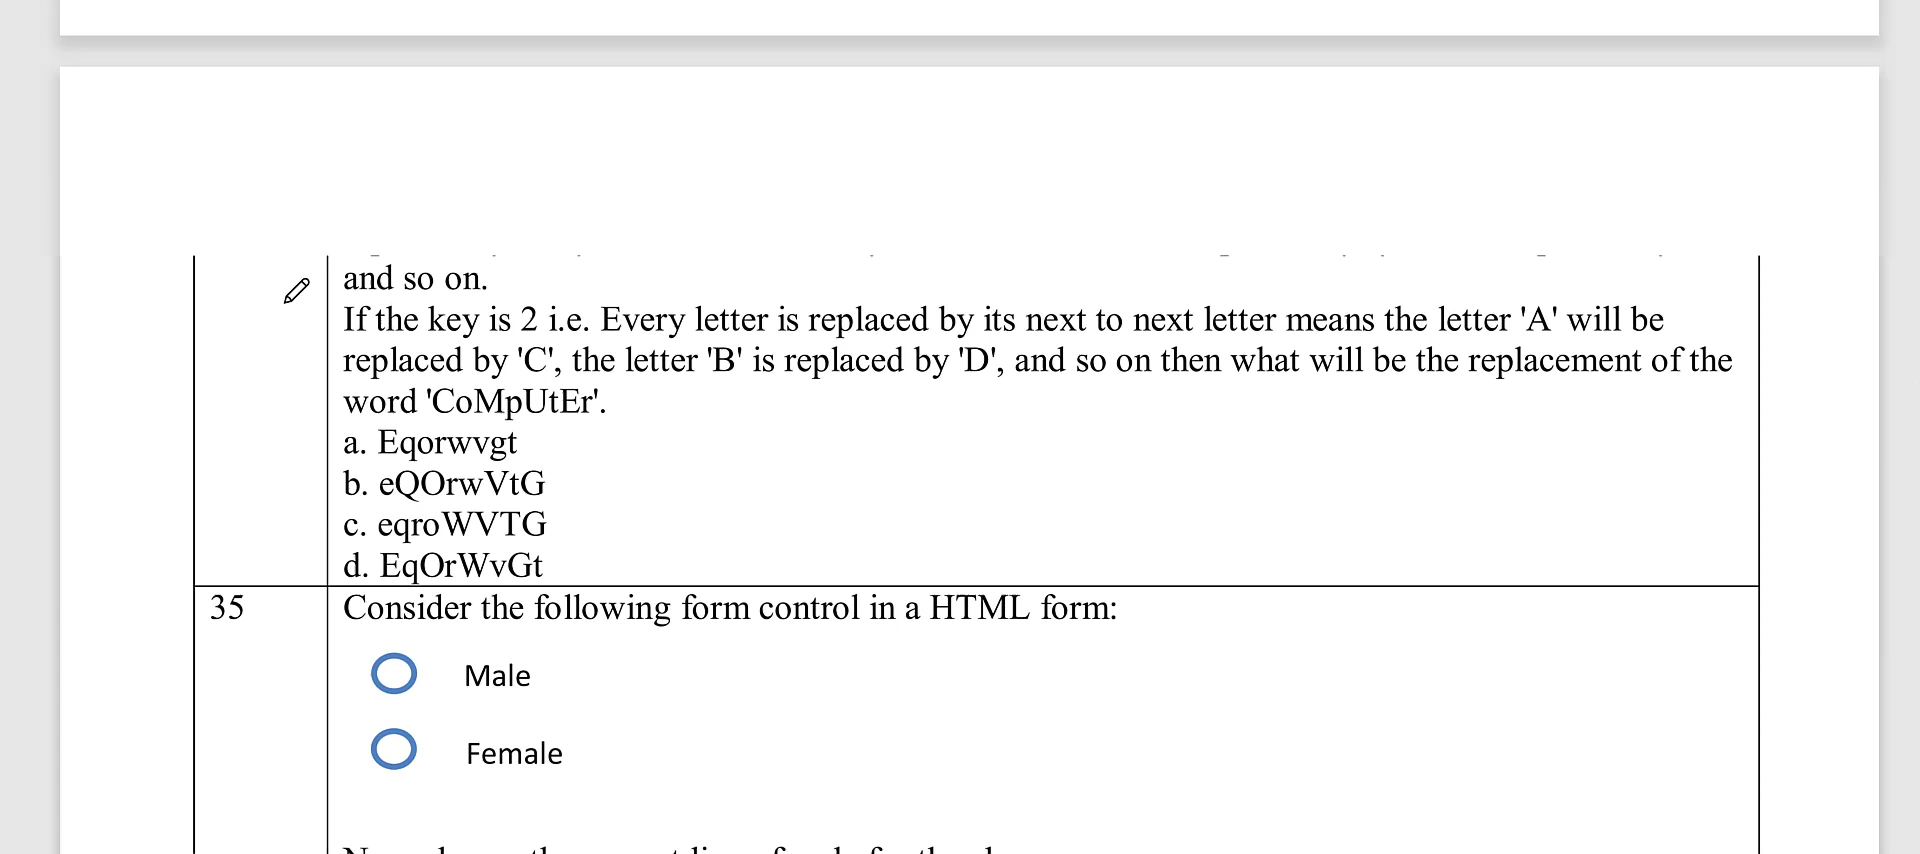 and so on.
If the key is 2 i.e. Every letter is replaced by its next to next letter means the letter 'A' will be
replaced by 'C', the letter 'B' is replaced by 'D', and so on then what will be the replacement of the
word 'CoMpUtEr'.
a. Eqorwvgt
b. eQOrwVtG
c. eqroWVTG
d. EqOrWvGt
35
Consider the following form control in a HTML form:
Male
Female